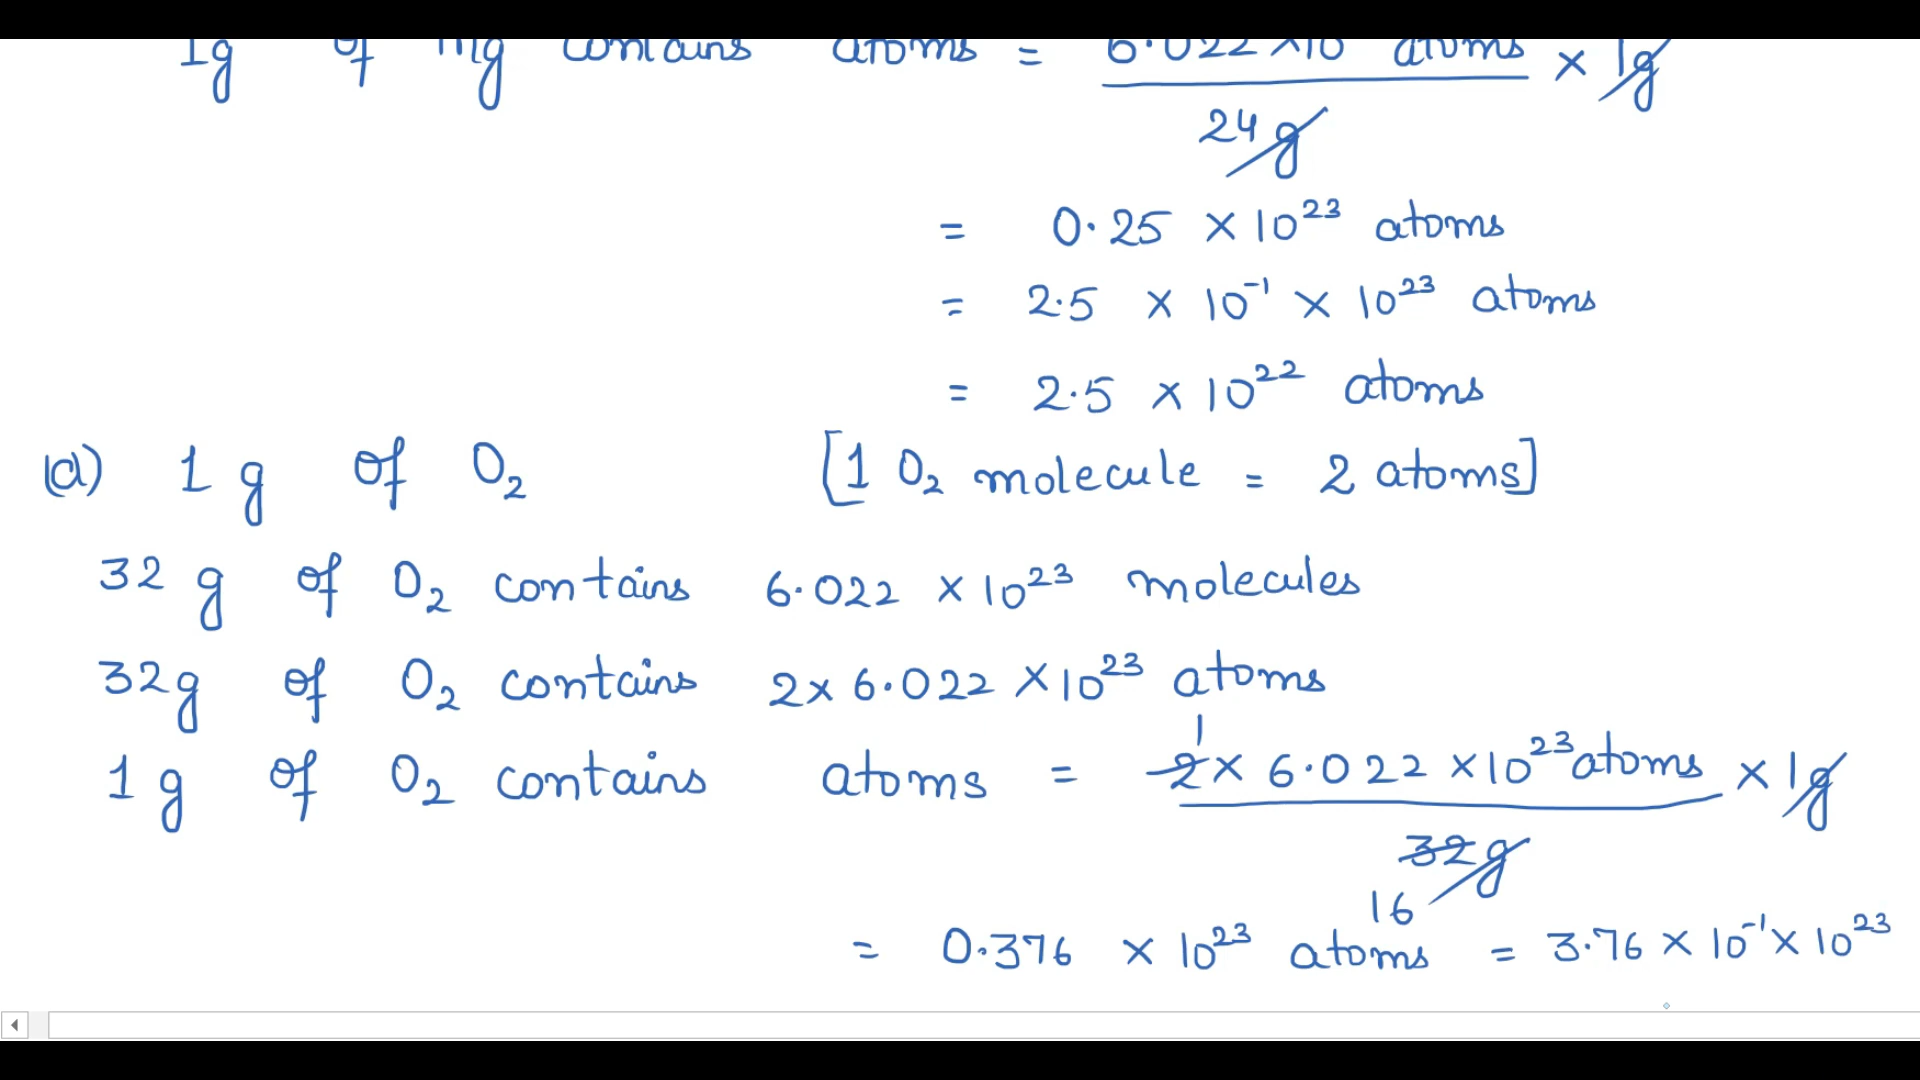 1g of mg contains atoms = 6.022 × 10 atoms × 1g
24 g
= 0.25 × 10²³ atoms
= 2.5 × 10⁻¹ × 10²³ atoms
= 2.5 × 10²² atoms
(d) 1 g of O₂ [1 O₂ molecule = 2 atoms]
32 g of O₂ contains 6.022 × 10²³ molecules
32g of O₂ contains 2 × 6.022 × 10²³ atoms
1
1 g of O₂ contains atoms = 2 × 6.022 × 10²³ atoms × 1g
32g
16
= 0.376 × 10²³ atoms = 3.76 × 10⁻¹ × 10²³